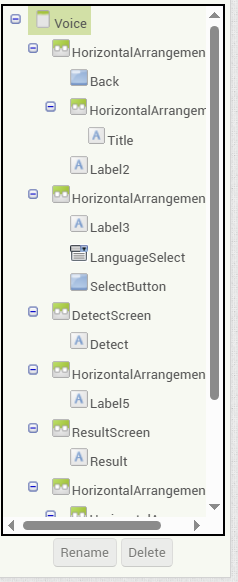 Voice
HorizontalArrangemen
Back
HorizontalArrangem
A Title
A Label2
HorizontalArrangemen
A Label3
LanguageSelect
SelectButton
DetectScreen
A Detect
HorizontalArrangemen
A Label5
ResultScreen
A Result
HorizontalArrangemen
Rename Delete